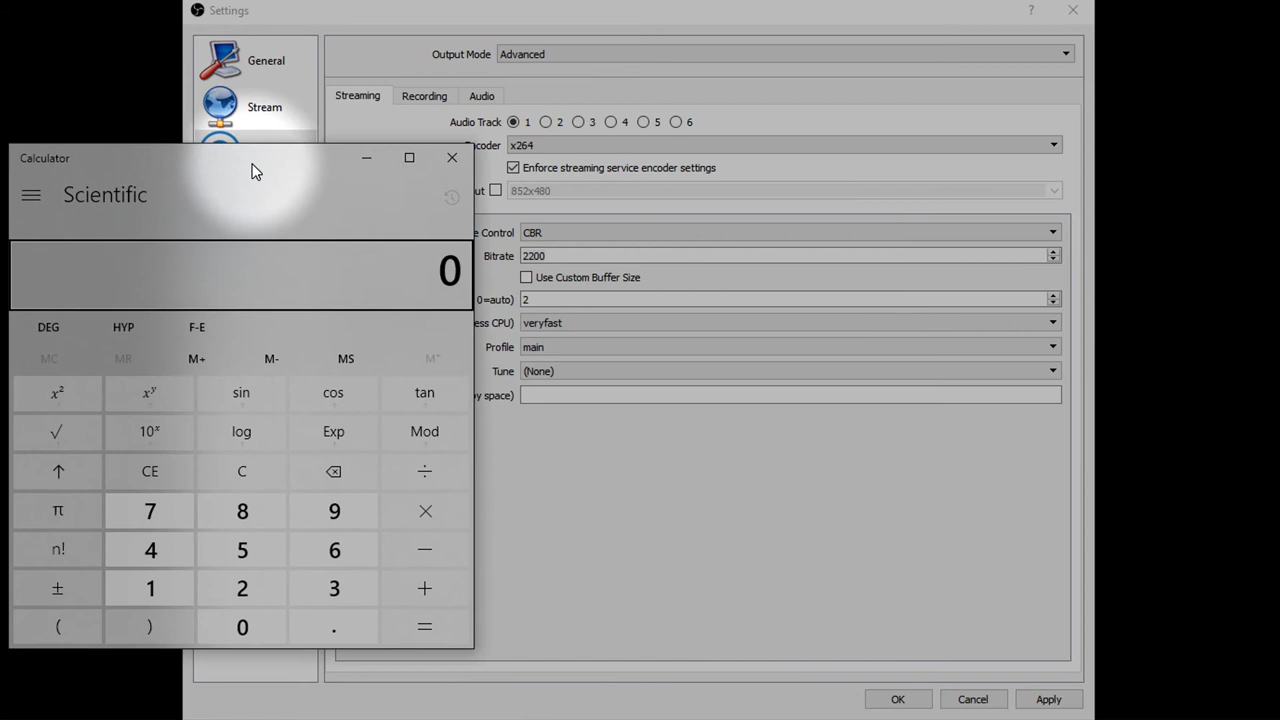 Settings
?
General
Stream
Output Mode Advanced
Streaming Recording Audio
Audio Track 1 2 3 4 5 6
coder x264
Enforce streaming service encoder settings
ut 852x480
e Control CBR
Bitrate 2200
Use Custom Buffer Size
0=auto) 2
ess CPU) veryfast
Profile main
Tune (None)
by space)
OK Cancel Apply
Calculator
Scientific
0
DEG HYP F-E
MC MR M+ M- MS M˅
x² xʸ sin cos tan
√ 10ˣ log Exp Mod
↑ CE C ⌫ ÷
π 7 8 9 ×
n! 4 5 6 −
± 1 2 3 +
( ) 0 . =